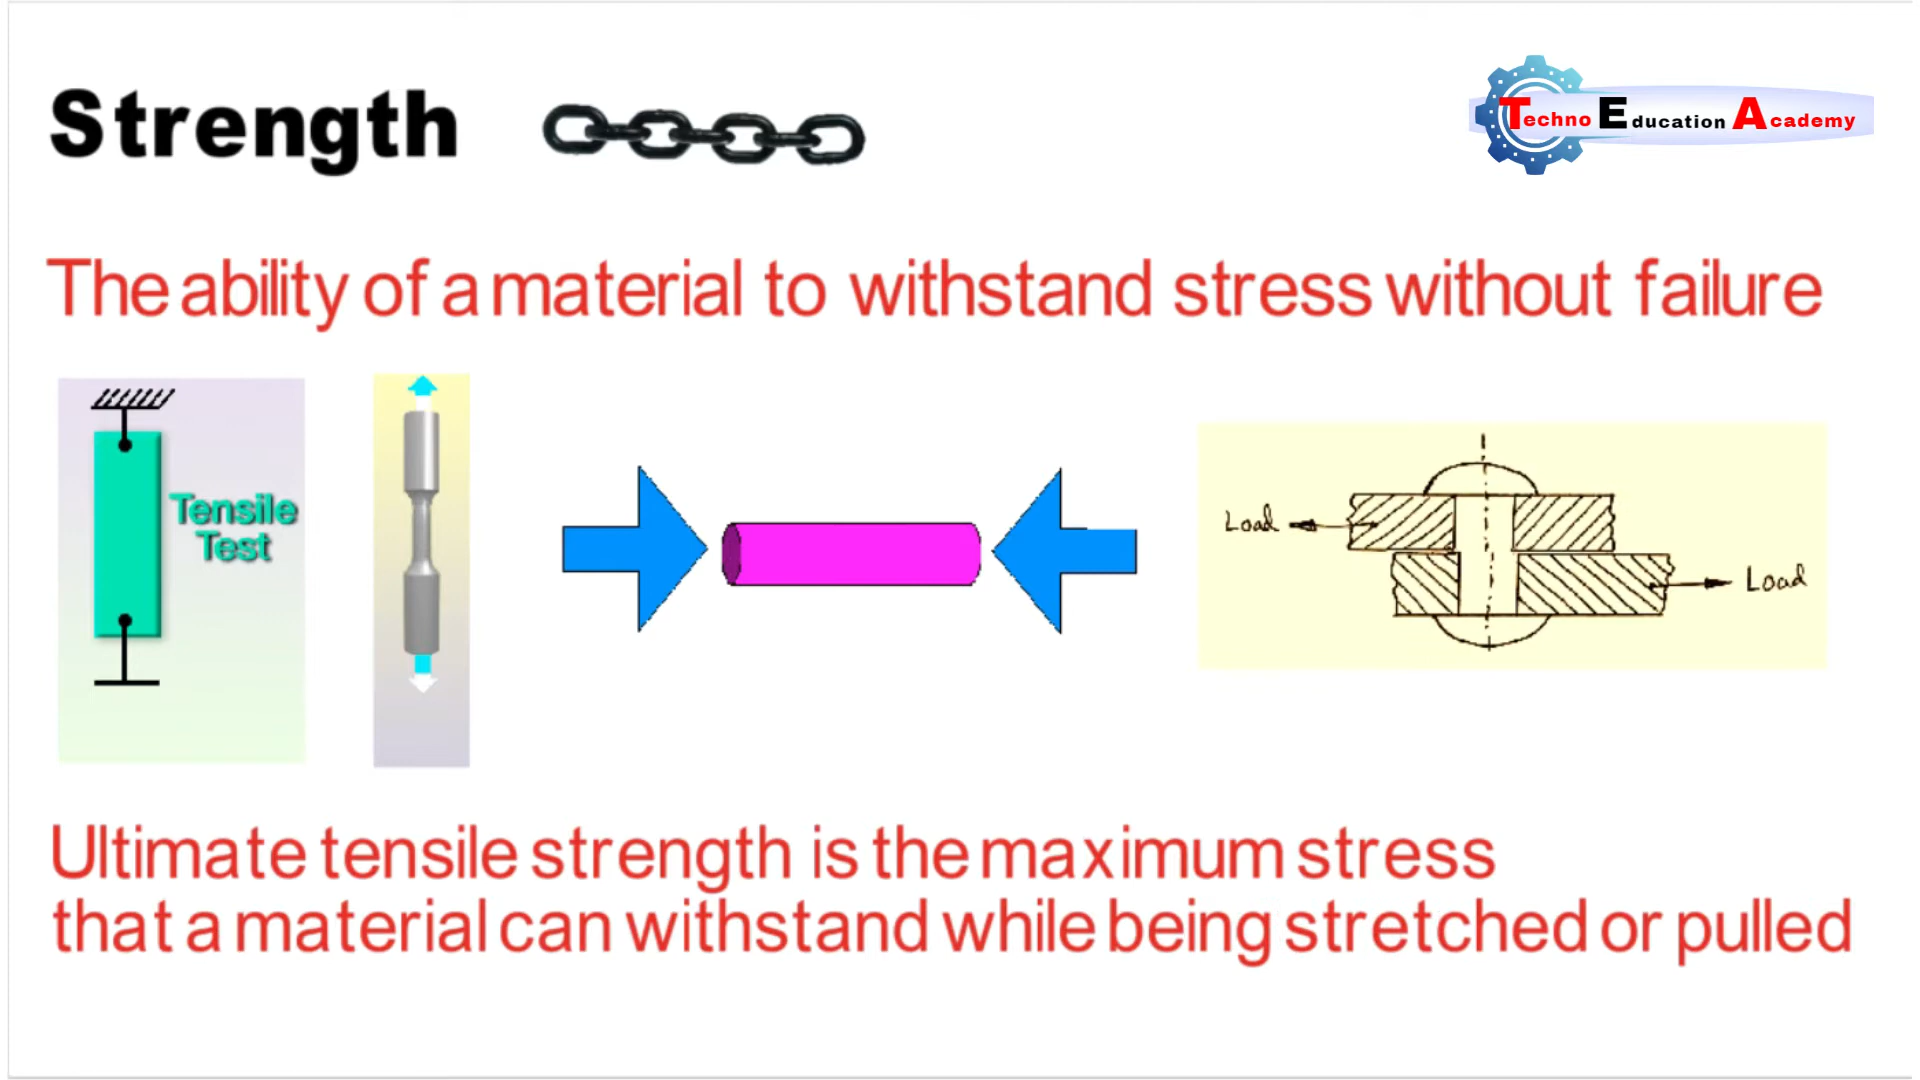 Strength
Techno Education Academy
The ability of a material to withstand stress without failure
Tensile
Test
Load
Load
Ultimate tensile strength is the maximum stress
that a material can withstand while being stretched or pulled